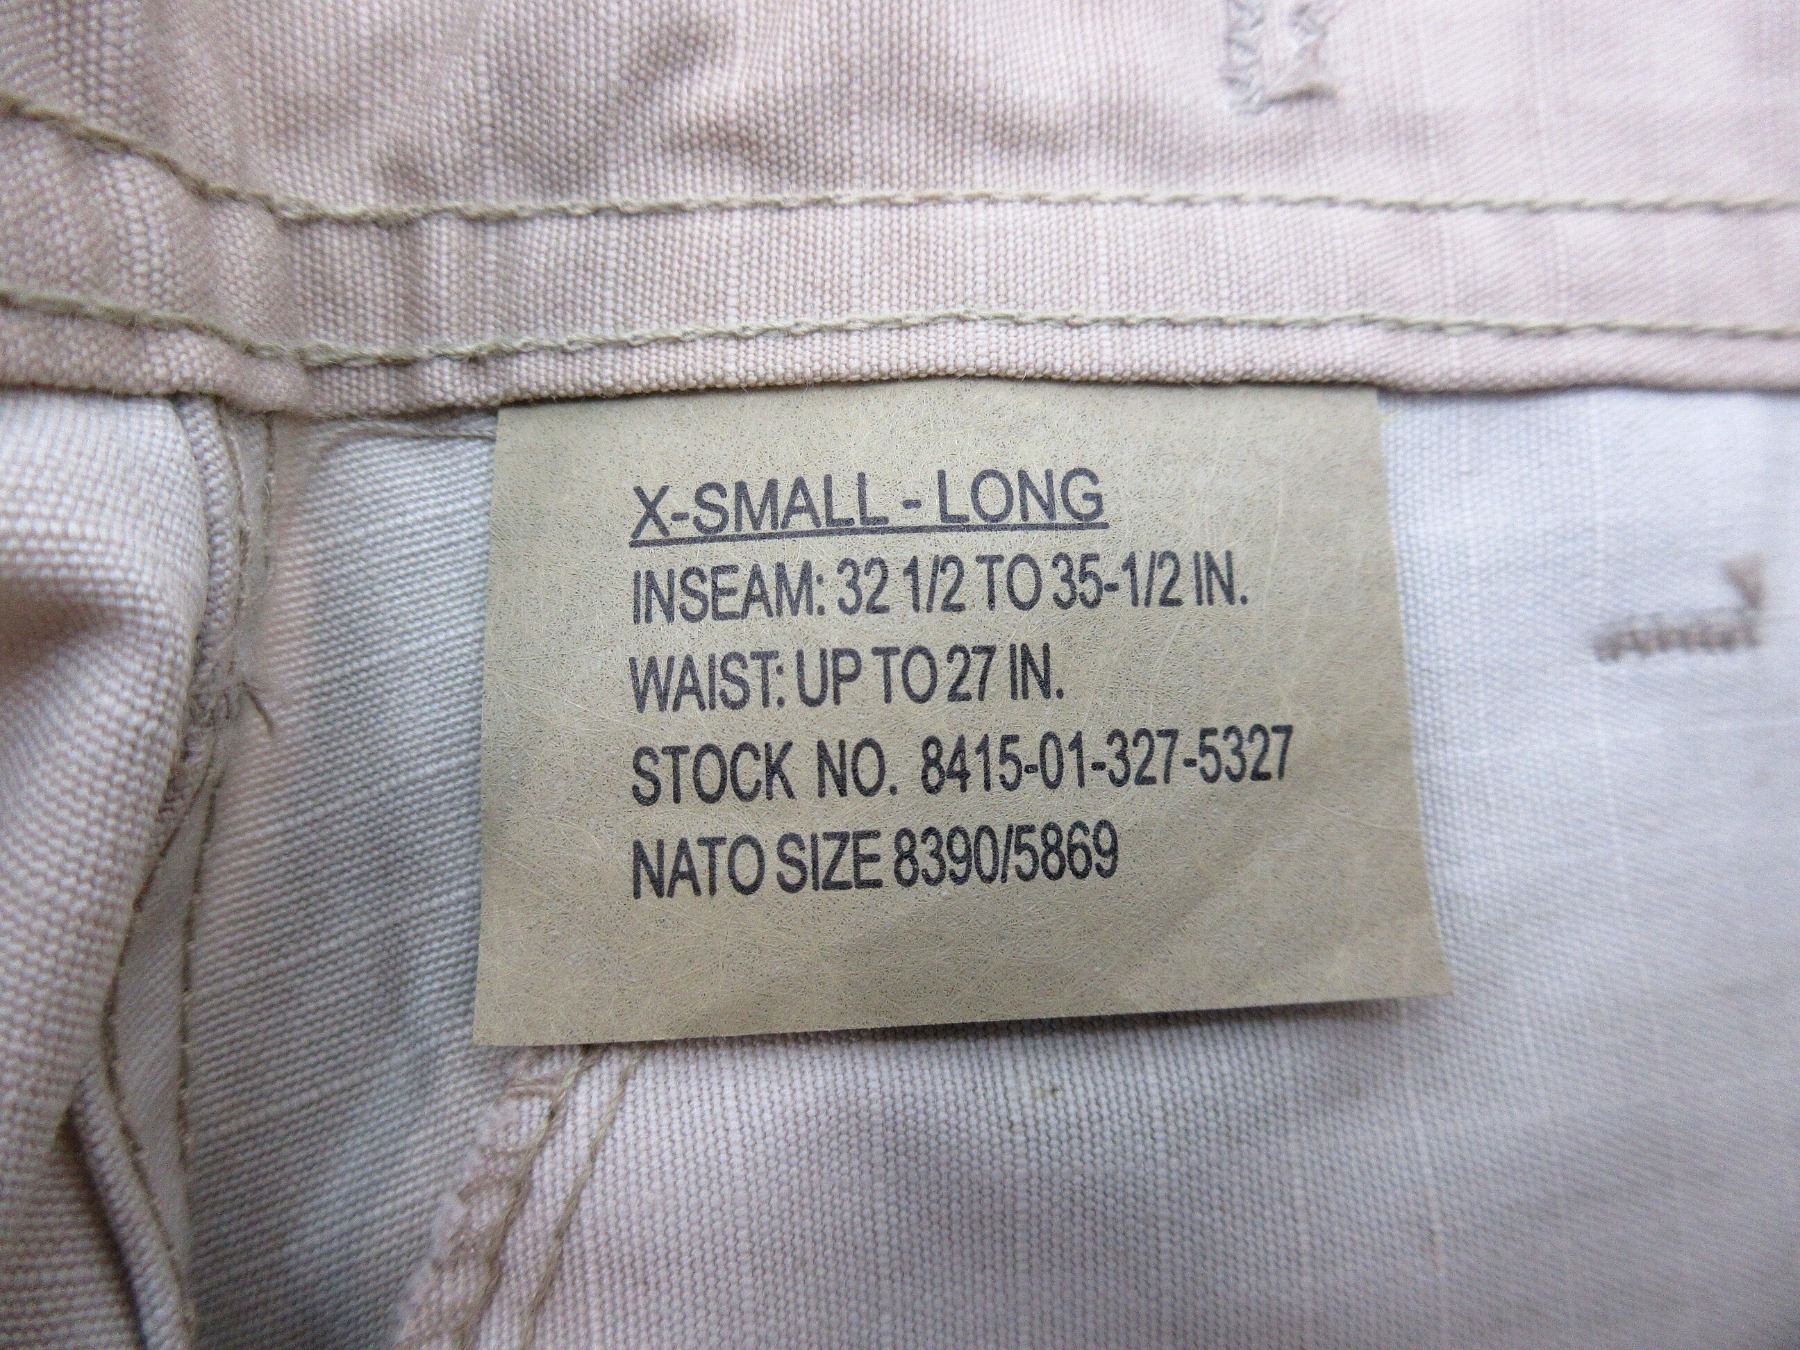 X-SMALL - LONG
INSEAM: 32 1/2 TO 35-1/2 IN.
WAIST: UP TO 27 IN.
STOCK NO. 8415-01-327-5327
NATO SIZE 8390/5869